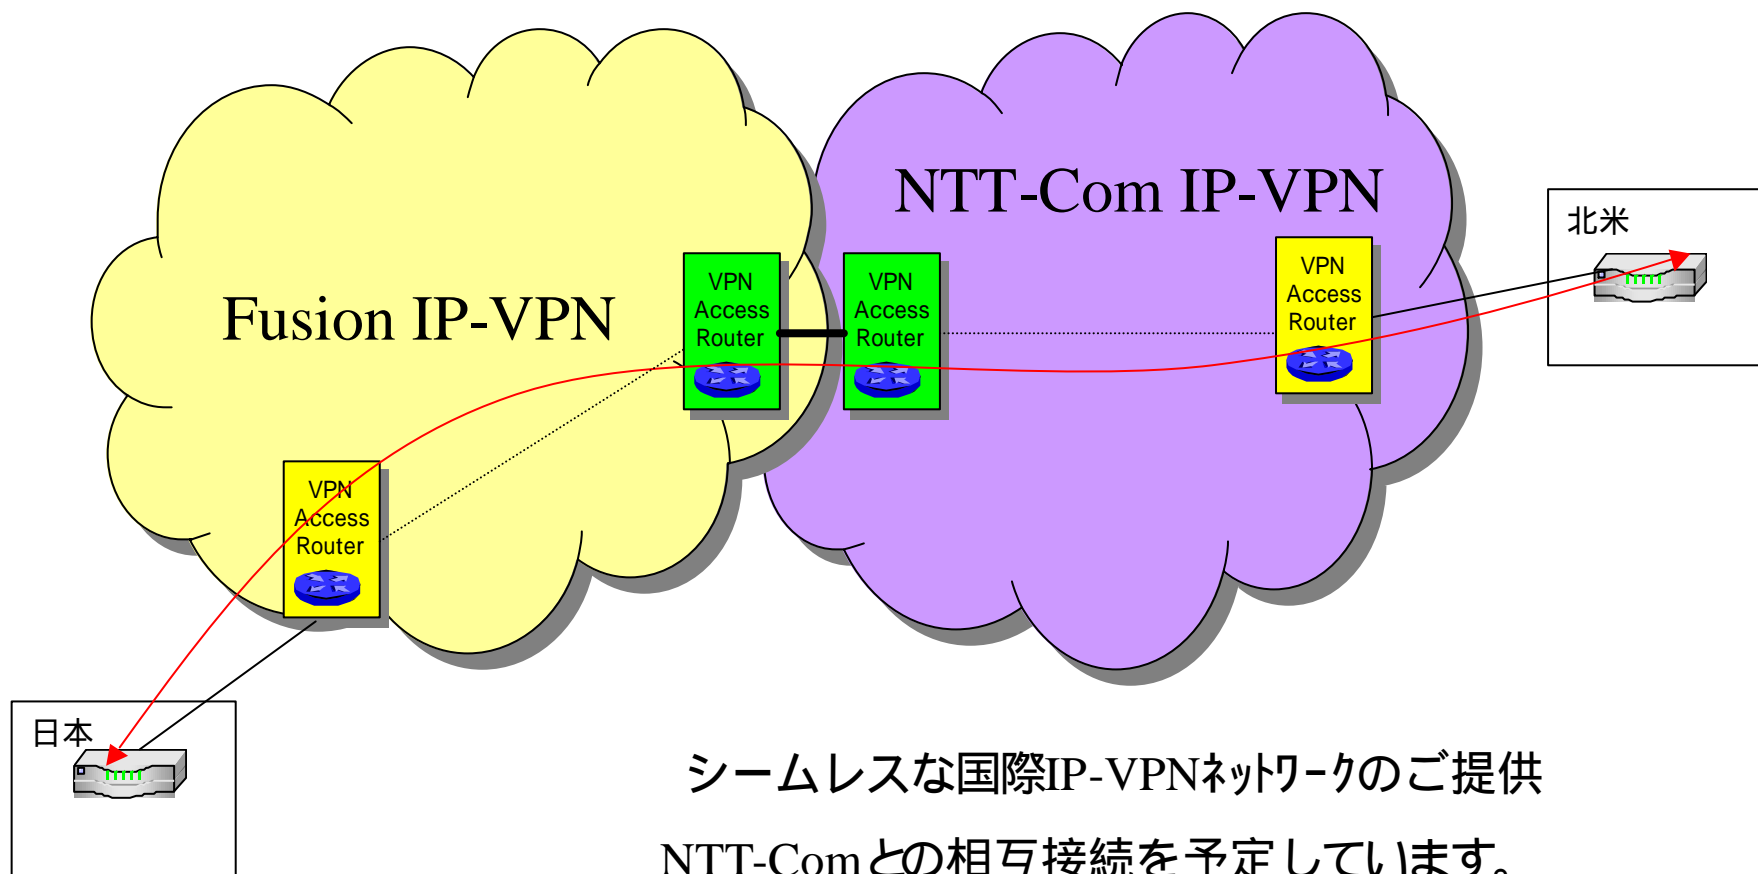 NTT-Com IP-VPN
Fusion IP-VPN
VPN
Access
Router
VPN
Access
Router
VPN
Access
Router
北米
VPN
Access
Router
日本
シームレスな国際IP-VPNﾈｯﾄﾜｰｸのご提供
NTT-Comとの相互接続を予定しています。